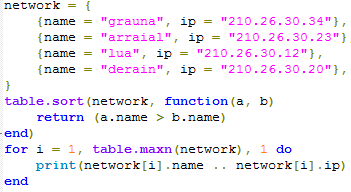 network = {
    {name = "grauna", ip = "210.26.30.34"},
    {name = "arraial", ip = "210.26.30.23"},
    {name = "lua", ip = "210.26.30.12"},
    {name = "derain", ip = "210.26.30.20"},
}
table.sort(network, function(a, b)
    return (a.name > b.name)
end)
for i = 1, table.maxn(network), 1 do
    print(network[i].name .. network[i].ip)
end